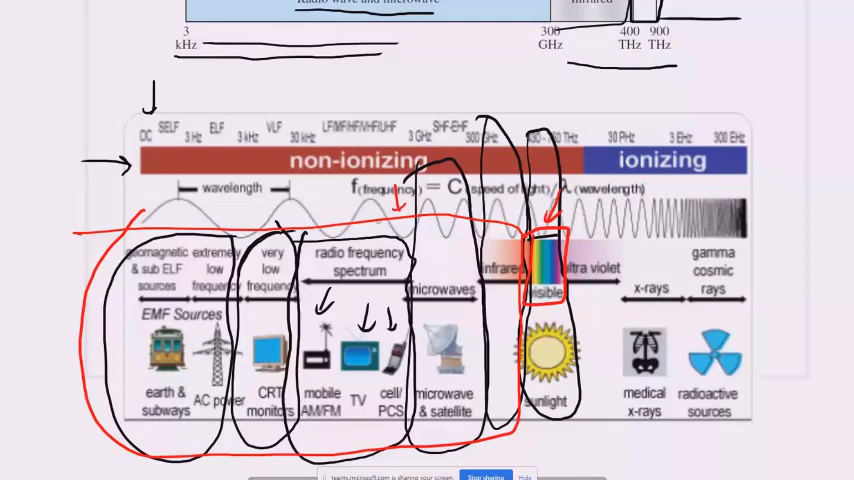 Radio wave and microwave Infrared
3 300 400 900
kHz GHz THz THz
DC SELF 3 Hz ELF 3 kHz VLF 30 kHz LF/MF/HF/VHF/UHF 3 GHz SHF-EHF 300 GHz THz 30 PHz 3 EHz 300 EHz
non-ionizing ionizing
wavelength f(frequency) = C (speed of light)/λ (wavelength)
geomagnetic extremely very radio frequency infrared visible ultra violet gamma
& sub ELF low low spectrum cosmic
sources frequency frequency microwaves x-rays rays
EMF Sources
earth & AC power CRT mobile TV cell/ microwave sunlight medical radioactive
subways monitors AM/FM PCS & satellite x-rays sources
teams.microsoft.com is sharing your screen. Stop sharing Hide